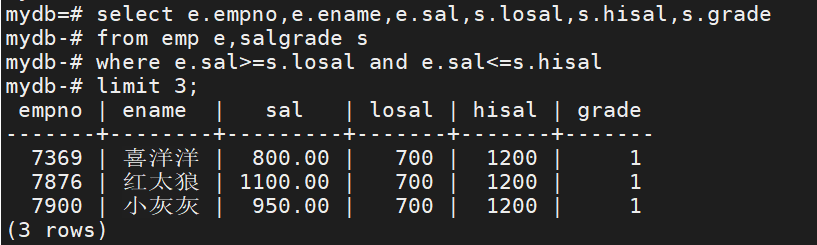 mydb=# select e.empno,e.ename,e.sal,s.losal,s.hisal,s.grade
mydb-# from emp e,salgrade s
mydb-# where e.sal>=s.losal and e.sal<=s.hisal
mydb-# limit 3;
 empno | ename  |   sal   | losal | hisal | grade
-------+--------+---------+-------+-------+-------
  7369 | 喜洋洋 |  800.00 |   700 |  1200 |     1
  7876 | 红太狼 | 1100.00 |   700 |  1200 |     1
  7900 | 小灰灰 |  950.00 |   700 |  1200 |     1
(3 rows)